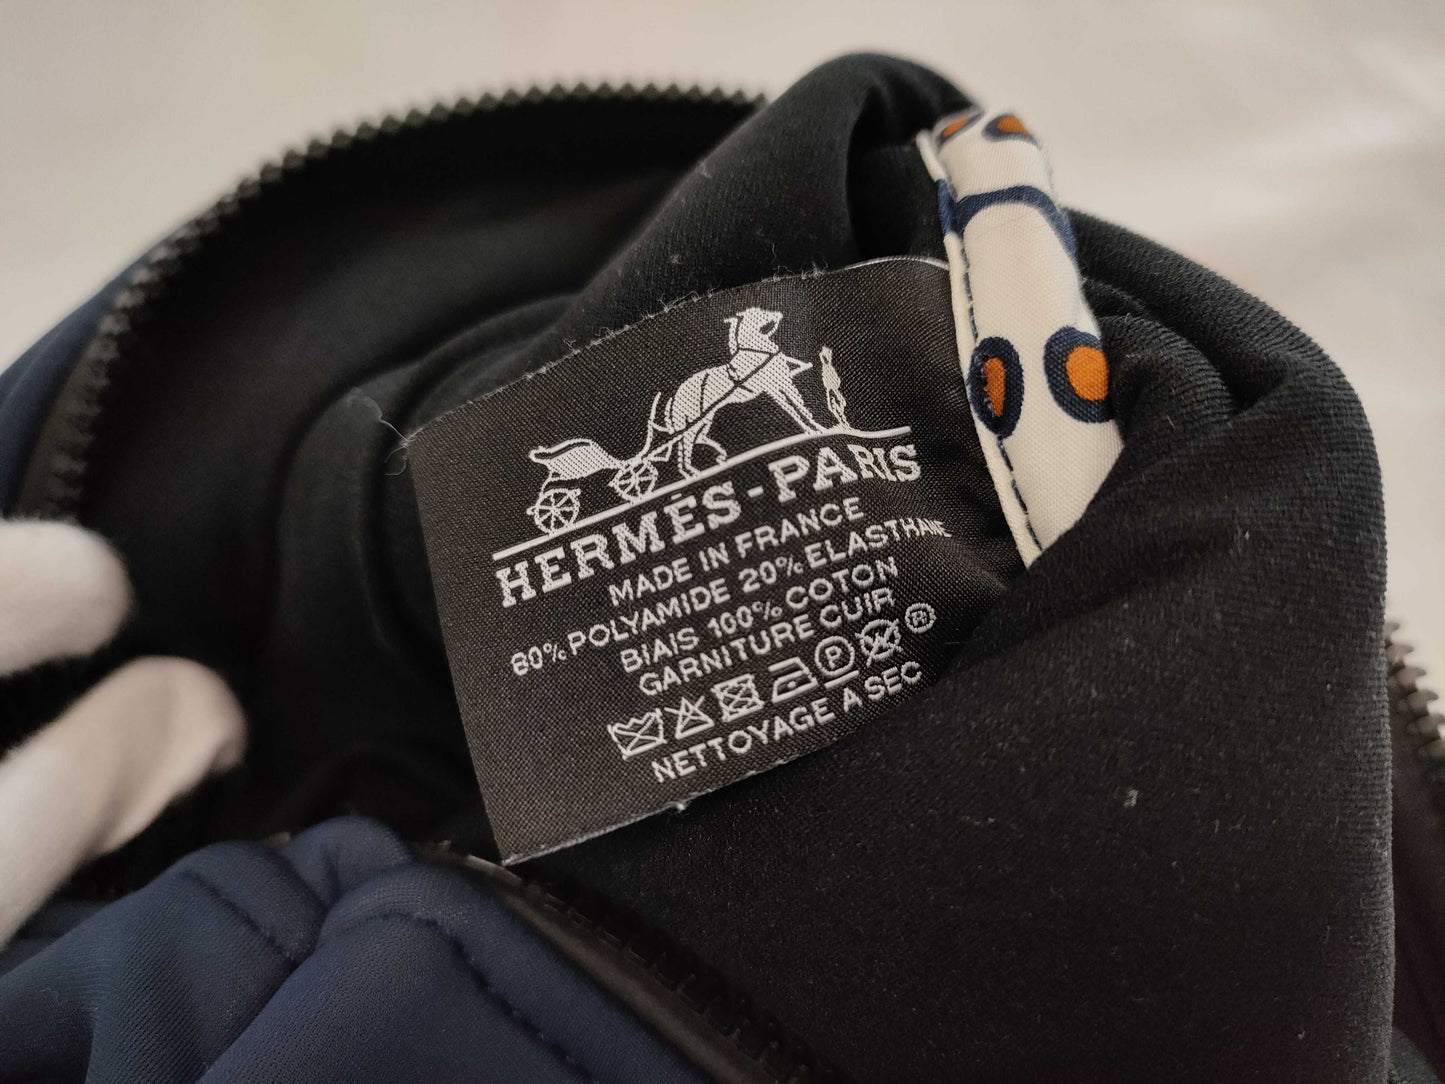 HERMÈS-PARIS
MADE IN FRANCE
80% POLYAMIDE 20% ELASTHANE
BIAIS 100% COTON
GARNITURE CUIR
P ®
NETTOYAGE A SEC